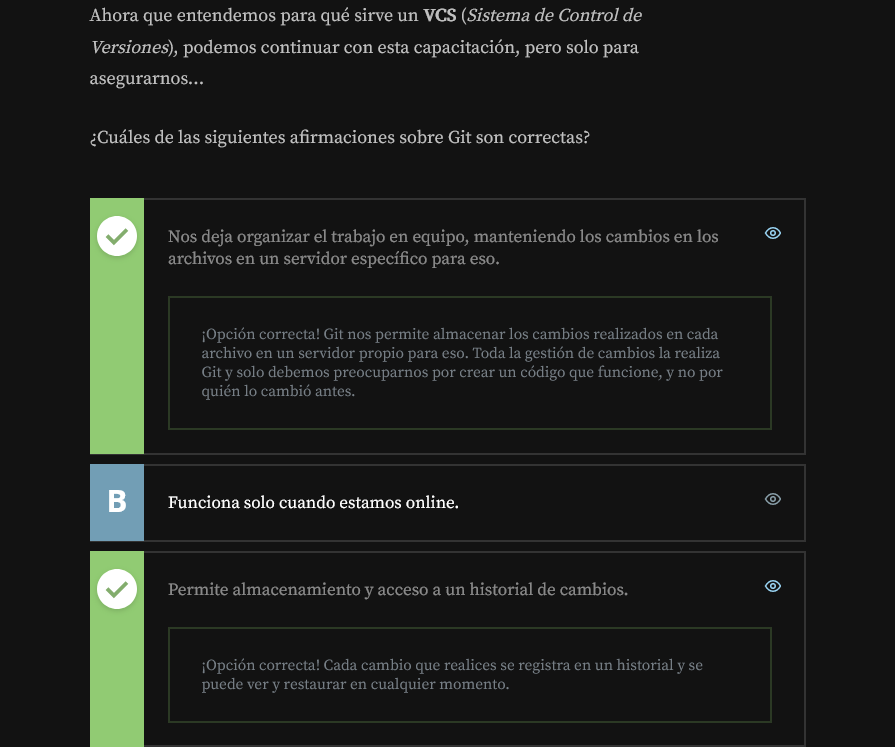 Ahora que entendemos para qué sirve un VCS (Sistema de Control de
Versiones), podemos continuar con esta capacitación, pero solo para
asegurarnos...
¿Cuáles de las siguientes afirmaciones sobre Git son correctas?
Nos deja organizar el trabajo en equipo, manteniendo los cambios en los
archivos en un servidor específico para eso.
¡Opción correcta! Git nos permite almacenar los cambios realizados en cada
archivo en un servidor propio para eso. Toda la gestión de cambios la realiza
Git y solo debemos preocuparnos por crear un código que funcione, y no por
quién lo cambió antes.
B
Funciona solo cuando estamos online.
Permite almacenamiento y acceso a un historial de cambios.
¡Opción correcta! Cada cambio que realices se registra en un historial y se
puede ver y restaurar en cualquier momento.